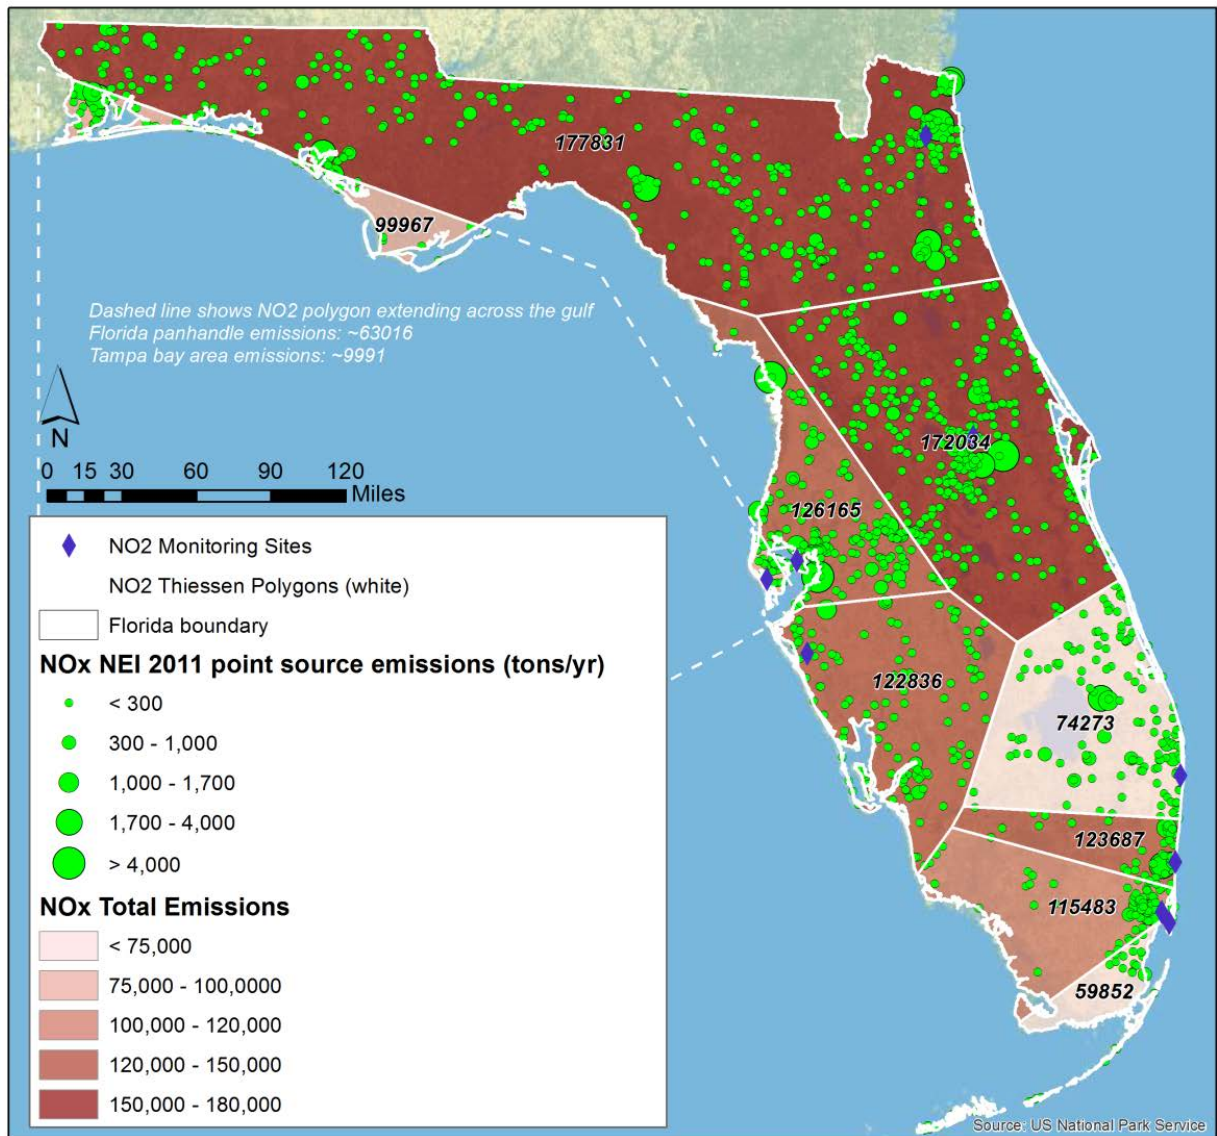 177831
99967
Dashed line shows NO2 polygon extending across the gulf
Florida panhandle emissions: ~63016
Tampa bay area emissions: ~9991
N
0 15 30 60 90 120
Miles
172034
126165
122836
74273
123687
115483
59852
NO2 Monitoring Sites
NO2 Thiessen Polygons (white)
Florida boundary
NOx NEI 2011 point source emissions (tons/yr)
< 300
300 - 1,000
1,000 - 1,700
1,700 - 4,000
> 4,000
NOx Total Emissions
< 75,000
75,000 - 100,0000
100,000 - 120,000
120,000 - 150,000
150,000 - 180,000
Source: US National Park Service